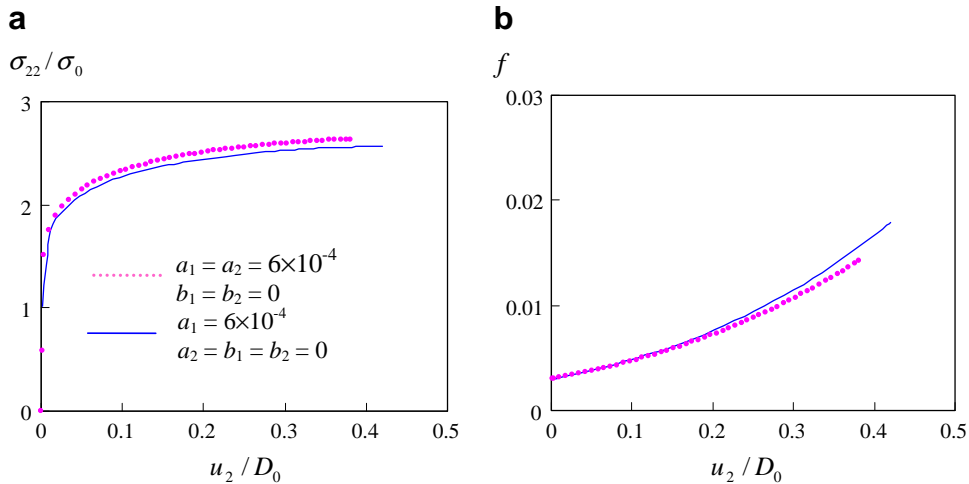 a
σ₂₂ / σ₀
3
2
1
0
0 0.1 0.2 0.3 0.4 0.5
u₂ / D₀
a₁ = a₂ = 6×10⁻⁴
b₁ = b₂ = 0
a₁ = 6×10⁻⁴
a₂ = b₁ = b₂ = 0
b
f
0.03
0.02
0.01
0
0 0.1 0.2 0.3 0.4 0.5
u₂ / D₀